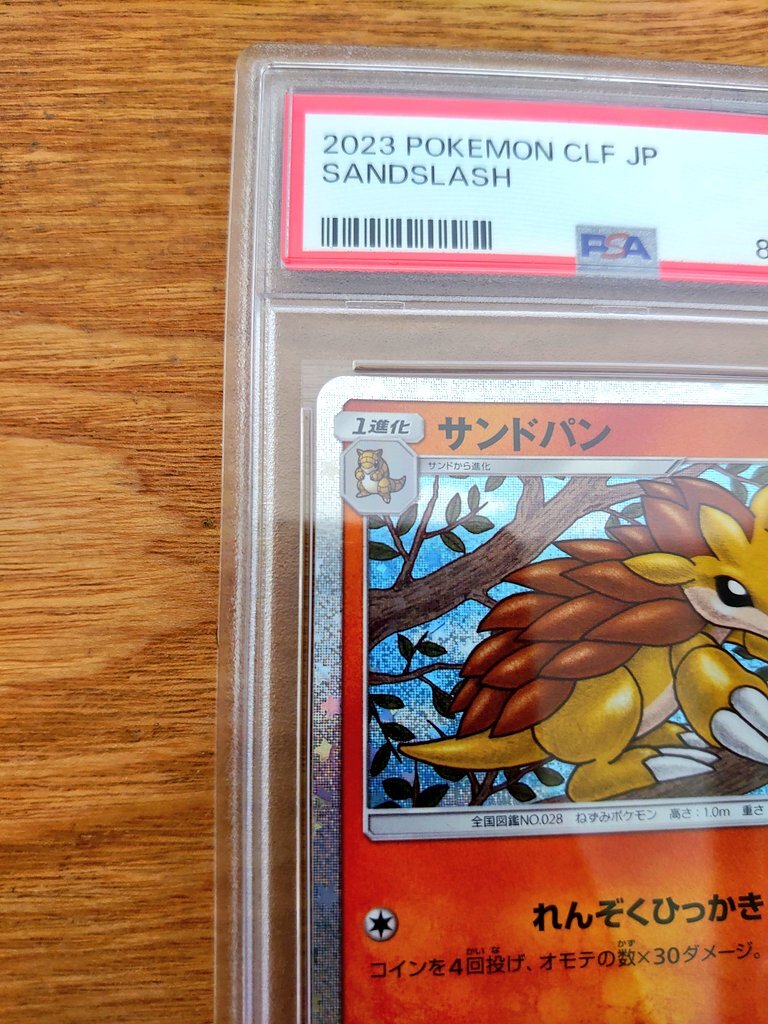 2023 POKEMON CLF JP
SANDSLASH
PSA
8
1進化
サンドパン
サンドから進化
全国図鑑NO.028 ねずみポケモン 高さ:1.0m 重さ
れんぞくひっかき
コインを4回投げ、オモテの数×30ダメージ。